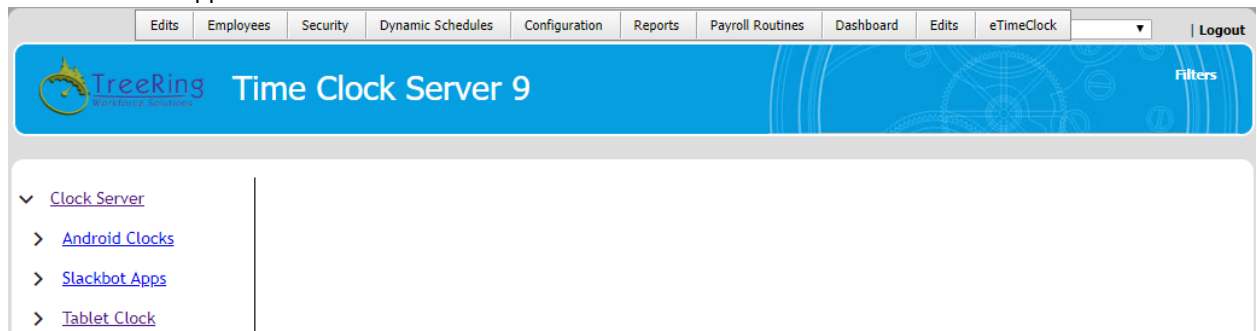 Edits Employees Security Dynamic Schedules Configuration Reports Payroll Routines Dashboard Edits eTimeClock | Logout
TreeRing
Workforce Solutions
Time Clock Server 9
Filters
Clock Server
Android Clocks
Slackbot Apps
Tablet Clock